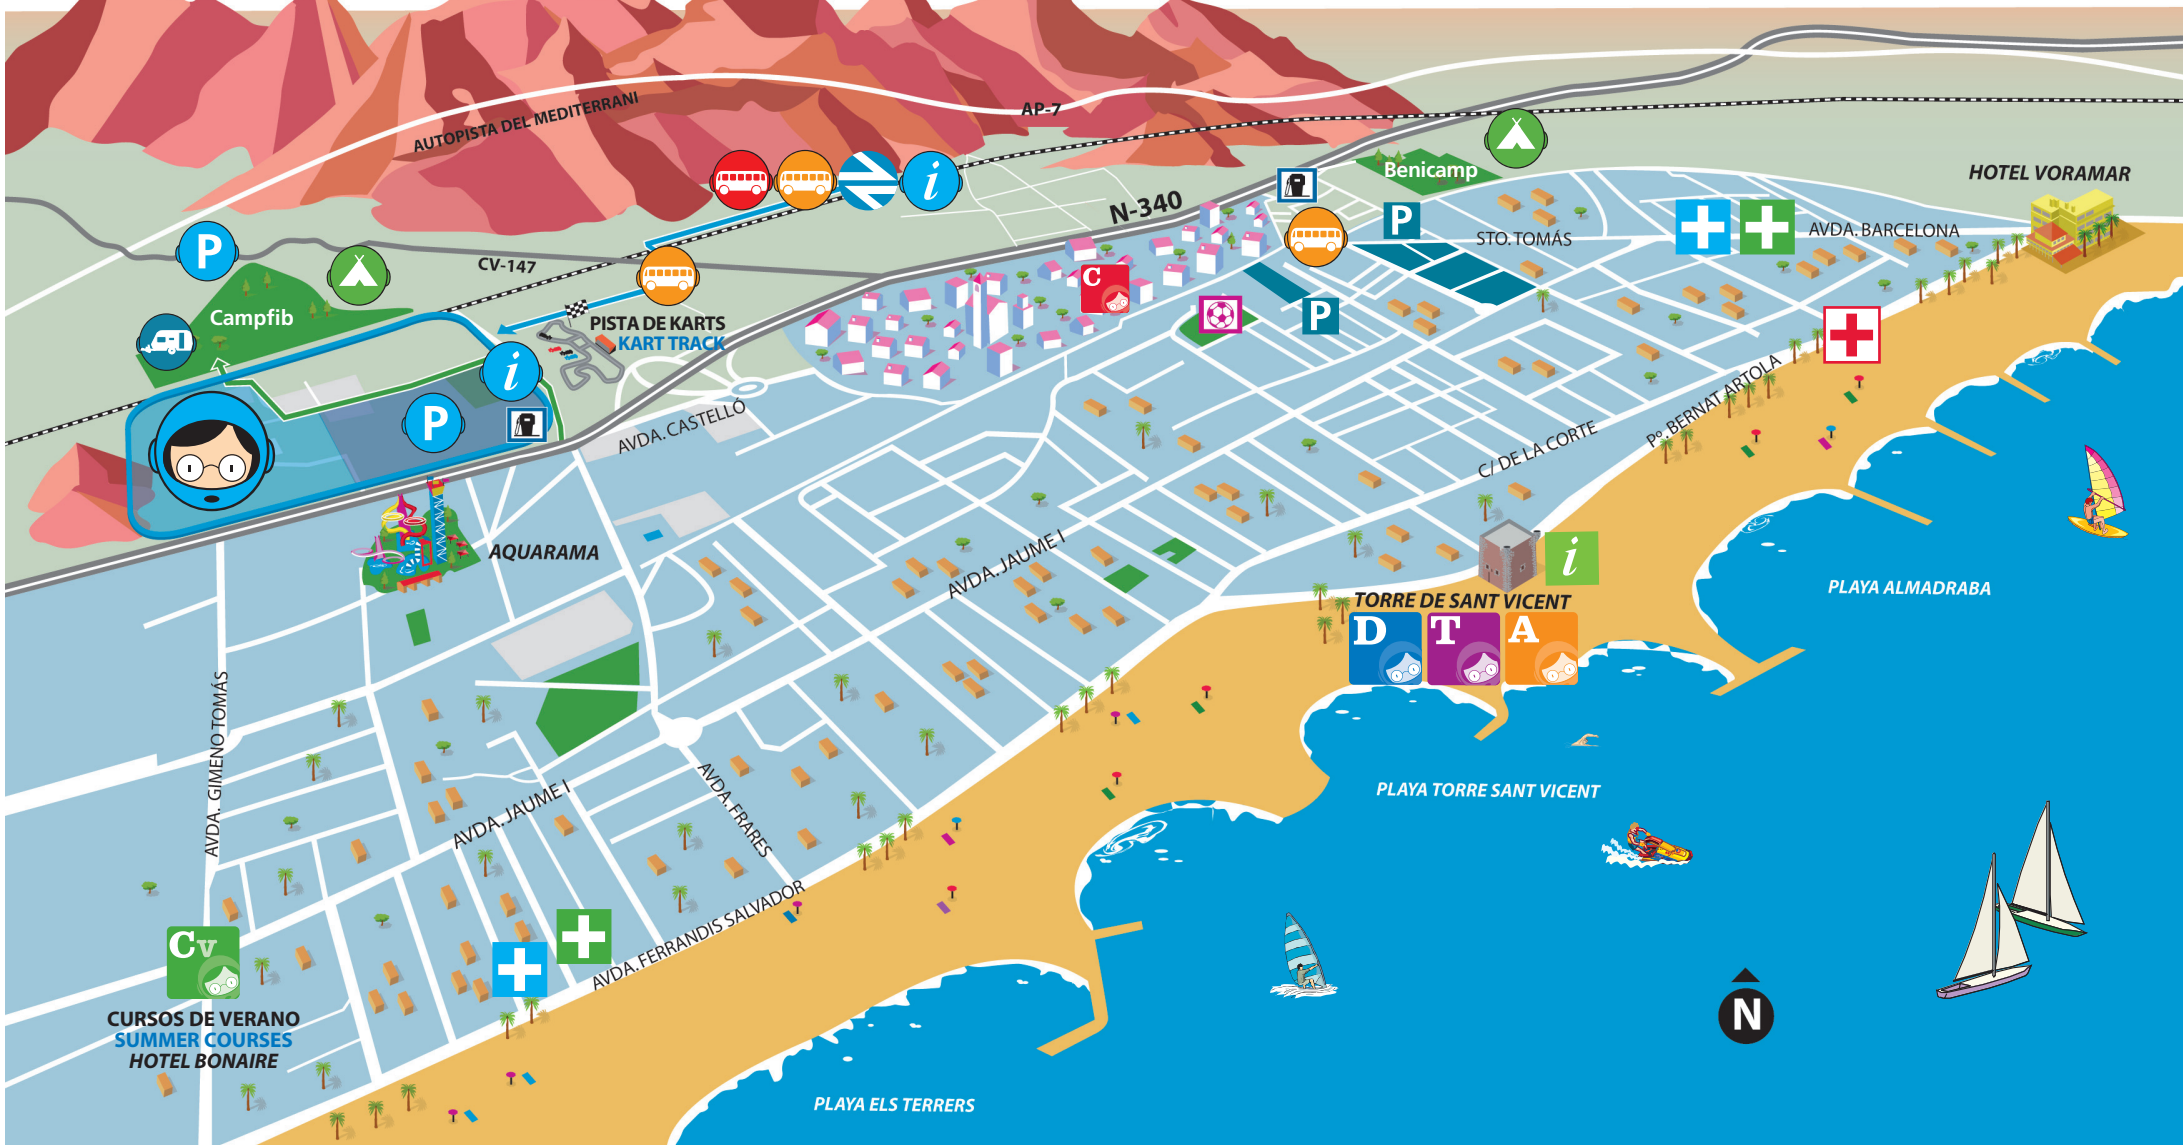 AUTOPISTA DEL MEDITERRANI
AP-7
i
N-340
Benicamp
HOTEL VORAMAR
P
P
STO. TOMÁS
AVDA. BARCELONA
CV-147
C
Campfib
PISTA DE KARTS
KART TRACK
P
i
P
AVDA. CASTELLÓ
Pº. BERNAT ARTOLA
C/ DE LA CORTE
AQUARAMA
AVDA. JAUME I
i
TORRE DE SANT VICENT
D
T
A
PLAYA ALMADRABA
AVDA. GIMENO TOMÁS
PLAYA TORRE SANT VICENT
AVDA. JAUME I
AVDA. FRARES
AVDA. FERRANDIS SALVADOR
Cv
CURSOS DE VERANO
SUMMER COURSES
HOTEL BONAIRE
N
PLAYA ELS TERRERS